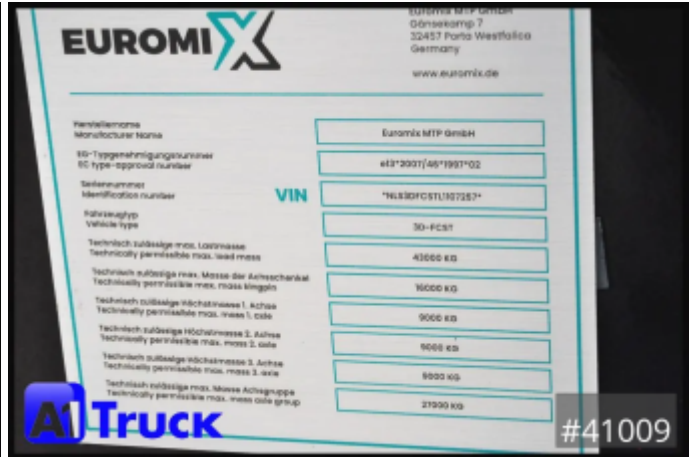 EUROMIX
Euromix MTP GmbH
Gänsekamp 7
32457 Porta Westfalica
Germany
www.euromix.de
Herstellername
Manufacturer Name
Euromix MTP GmbH
EG-Typgenehmigungsnummer
EC-type-approval number
e13*2007/46*1997*02
Seriennummer
Identification number
VIN
Fahrzeugtyp
Vehicle type
3D-FCST
Technisch zulässige max. Lastmasse
Technically permissible max. load mass
43000 KG
Technisch zulässige max. Masse der Achsschenkel
Technically permissible max. mass kingpin
16000 KG
Technisch zulässige Höchstmasse 1. Achse
Technically permissible max. mass 1. axle
9000 KG
Technisch zulässige Höchstmasse 2. Achse
Technically permissible max. mass 2. axle
9000 KG
Technisch zulässige Höchstmasse 3. Achse
Technically permissible max. mass 3. axle
9000 KG
Technisch zulässige max. Masse Achsgruppe
Technically permissible max. mass axle group
27000 KG
A1 Truck
#41009